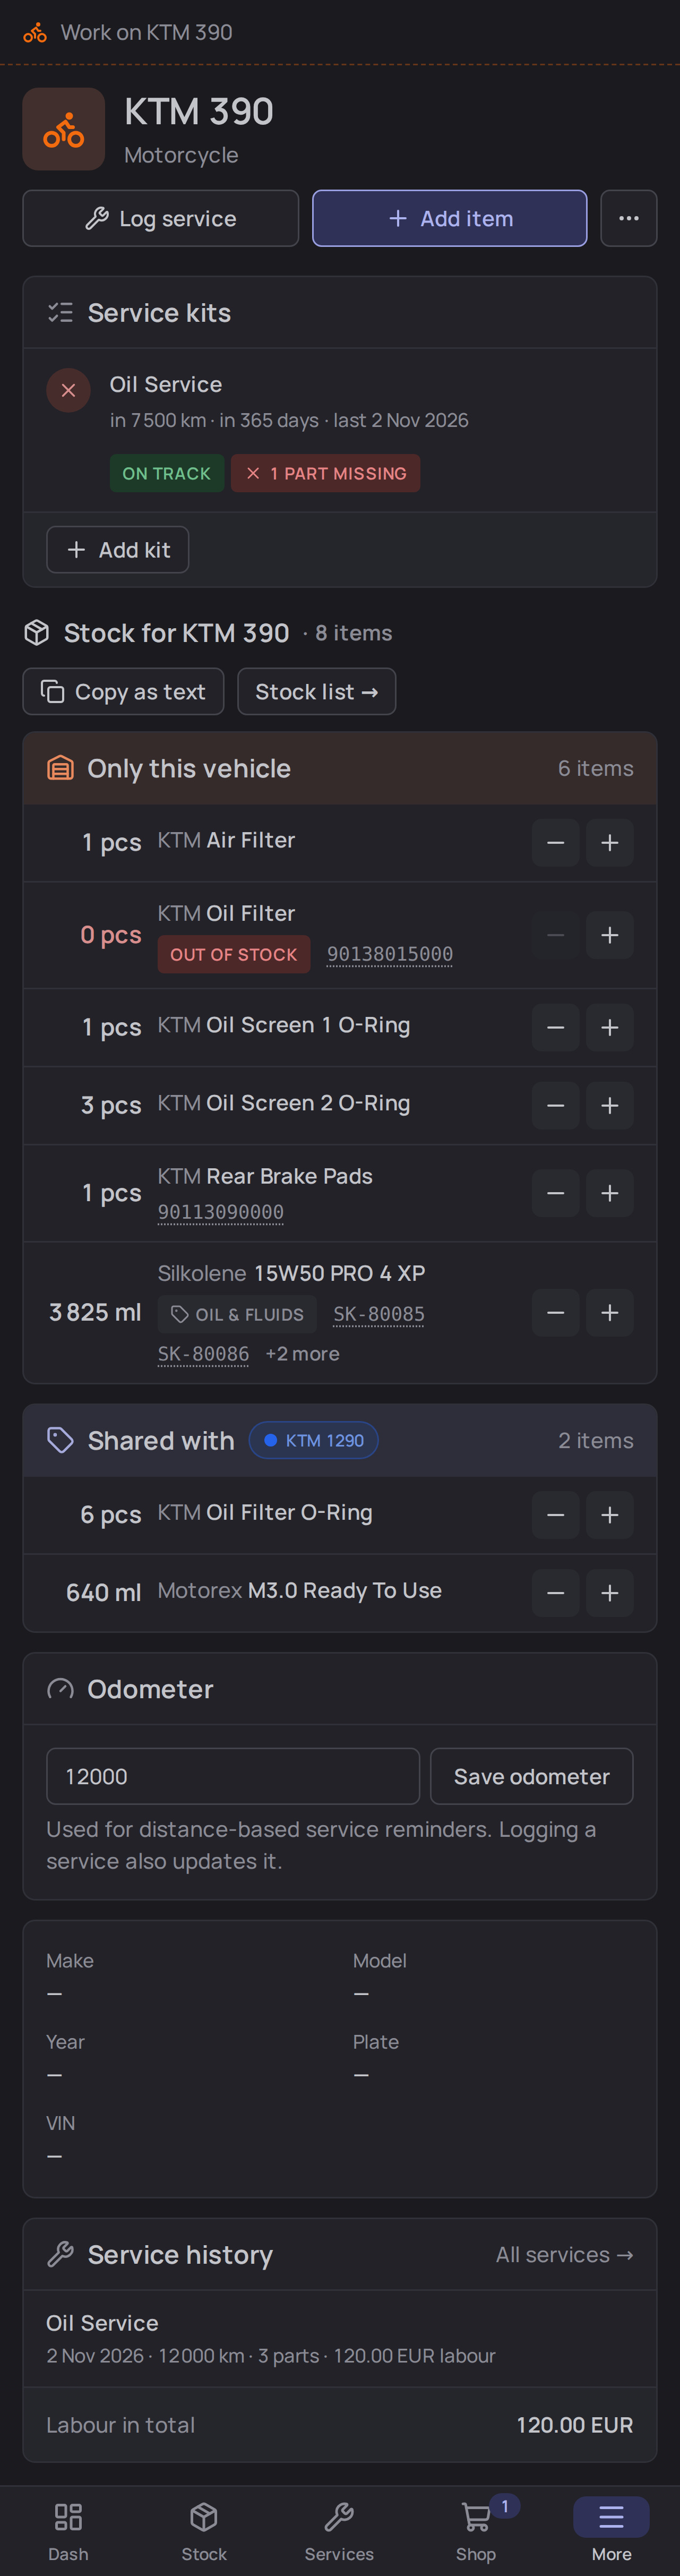 Work on KTM 390
KTM 390
Motorcycle
Log service
Add item
Service kits
Oil Service
in 7 500 km · in 365 days · last 2 Nov 2026
ON TRACK
1 PART MISSING
Add kit
Stock for KTM 390 · 8 items
Copy as text
Stock list →
Only this vehicle
6 items
1 pcs KTM Air Filter
KTM Oil Filter
0 pcs
OUT OF STOCK 90138015000
1 pcs KTM Oil Screen 1 O-Ring
3 pcs KTM Oil Screen 2 O-Ring
KTM Rear Brake Pads
1 pcs
90113090000
Silkolene 15W50 PRO 4 XP
3 825 ml
OIL & FLUIDS SK-80085
SK-80086 +2 more
Shared with KTM 1290
2 items
6 pcs KTM Oil Filter O-Ring
640 ml Motorex M3.0 Ready To Use
Odometer
12000
Save odometer
Used for distance-based service reminders. Logging a
service also updates it.
Make
Model
—
—
Year
Plate
—
—
VIN
—
Service history
All services →
Oil Service
2 Nov 2026 · 12 000 km · 3 parts · 120.00 EUR labour
Labour in total
120.00 EUR
1
Dash
Stock
Services
Shop
More